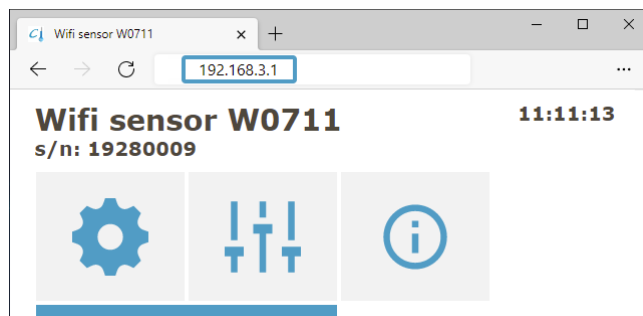 Wifi sensor W0711
192.168.3.1
Wifi sensor W0711
11:11:13
s/n: 19280009